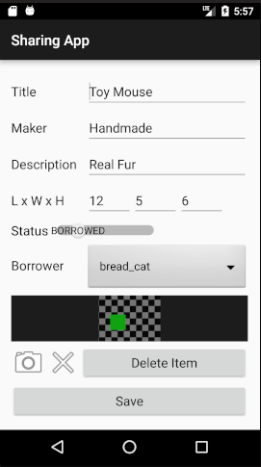 5:57
Sharing App
Title Toy Mouse
Maker Handmade
Description Real Fur
L x W x H 12 5 6
Status BORROWED
Borrower bread_cat
Delete Item
Save